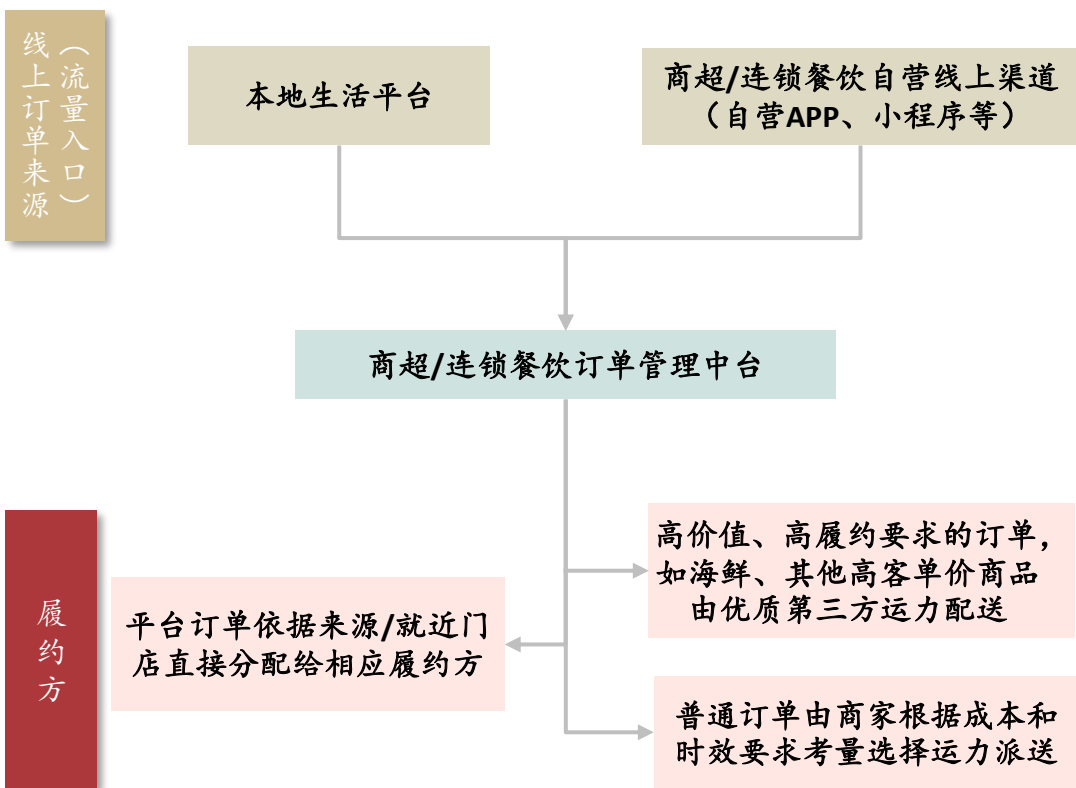 线上订单来源
（流量入口）
本地生活平台
商超/连锁餐饮自营线上渠道
（自营APP、小程序等）
商超/连锁餐饮订单管理中台
履约方
平台订单依据来源/就近门
店直接分配给相应履约方
高价值、高履约要求的订单，
如海鲜、其他高客单价商品
由优质第三方运力配送
普通订单由商家根据成本和
时效要求考量选择运力派送